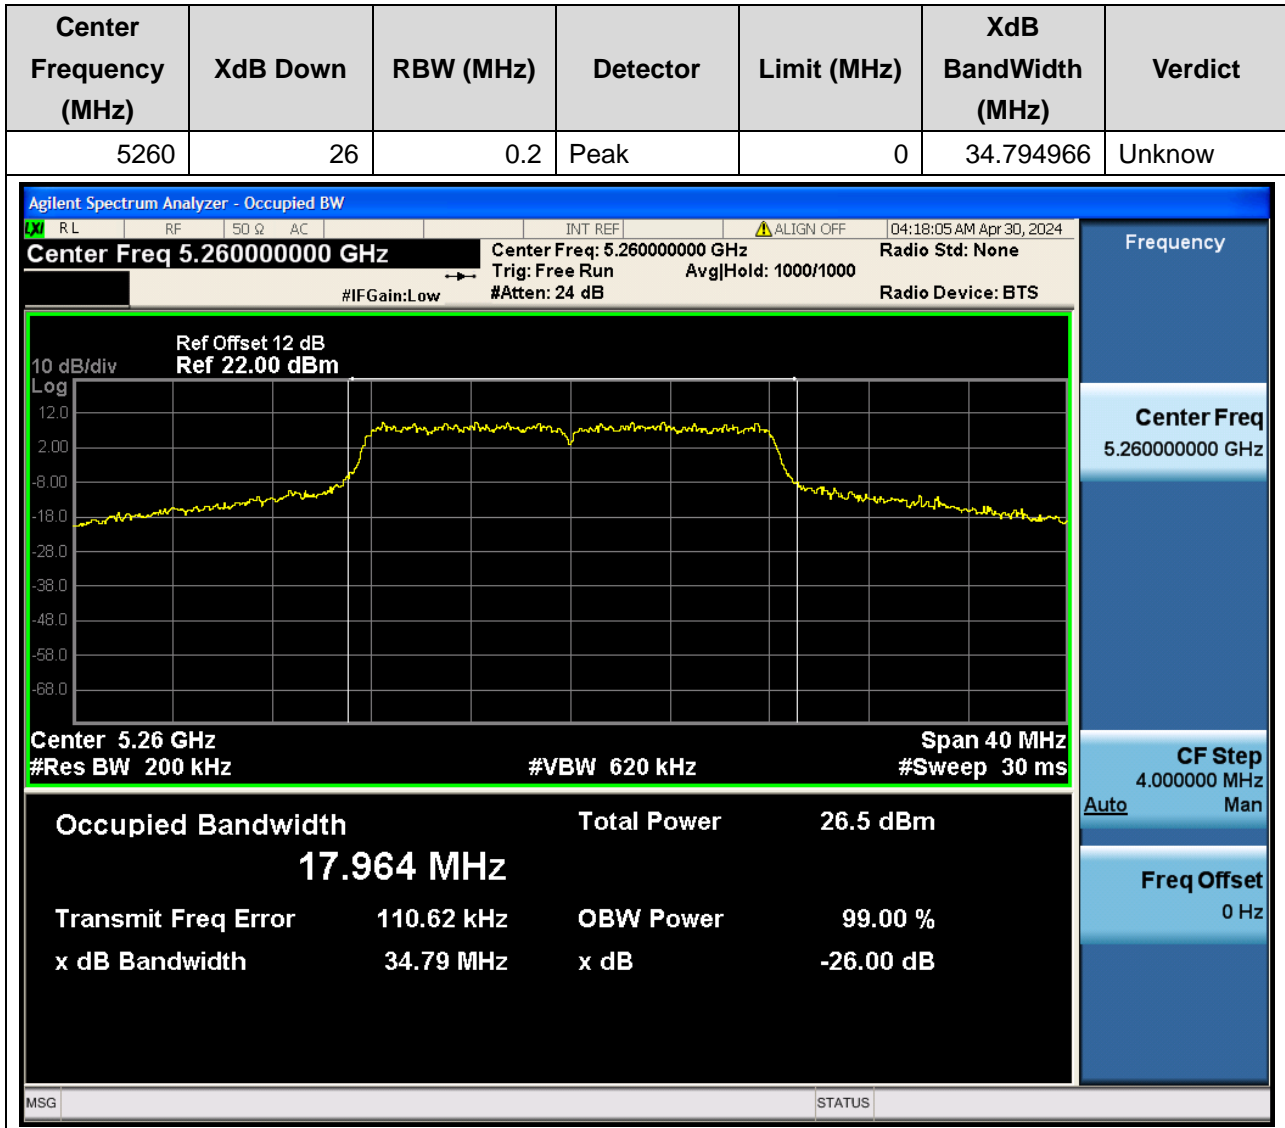 Center Frequency (MHz) XdB Down RBW (MHz) Detector Limit (MHz) XdB BandWidth (MHz) Verdict
5260 26 0.2 Peak 0 34.794966 Unknow
Agilent Spectrum Analyzer - Occupied BW
LXI RL RF 50 Ω AC INT REF ALIGN OFF 04:18:05 AM Apr 30, 2024
Center Freq 5.260000000 GHz
Center Freq: 5.260000000 GHz
Radio Std: None
Trig: Free Run Avg|Hold: 1000/1000
#IFGain:Low #Atten: 24 dB
Radio Device: BTS
Ref Offset 12 dB
10 dB/div Ref 22.00 dBm
Log
12.0
2.00
-8.00
-18.0
-28.0
-38.0
-48.0
-58.0
-68.0
Center 5.26 GHz Span 40 MHz
#Res BW 200 kHz #VBW 620 kHz #Sweep 30 ms
Occupied Bandwidth Total Power 26.5 dBm
17.964 MHz
Transmit Freq Error 110.62 kHz OBW Power 99.00 %
x dB Bandwidth 34.79 MHz x dB -26.00 dB
Frequency
Center Freq
5.260000000 GHz
CF Step
4.000000 MHz
Auto Man
Freq Offset
0 Hz
MSG STATUS